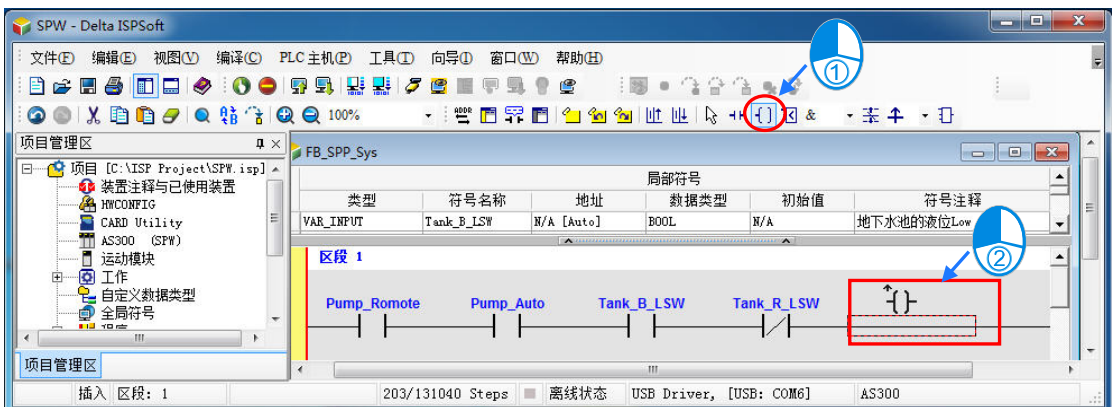 SPW - Delta ISPSoft
文件(F) 编辑(E) 视图(V) 编译(C) PLC 主机(P) 工具(T) 向导(I) 窗口(W) 帮助(H)
①
100% ADDR &
项目管理区
项目 [C:\ISP Project\SPW.isp]
装置注释与已使用装置
HWCONFIG
CARD Utility
AS300 (SPW)
运动模块
工作
自定义数据类型
全局符号
程序
项目管理区
FB_SPP_Sys
局部符号
类型 符号名称 地址 数据类型 初始值 符号注释
VAR_INPUT Tank_B_LSW N/A [Auto] BOOL N/A 地下水池的液位Low
区段 1
②
Pump_Romote Pump_Auto Tank_B_LSW Tank_R_LSW
插入 区段: 1 203/131040 Steps 离线状态 USB Driver, [USB: COM6] AS300